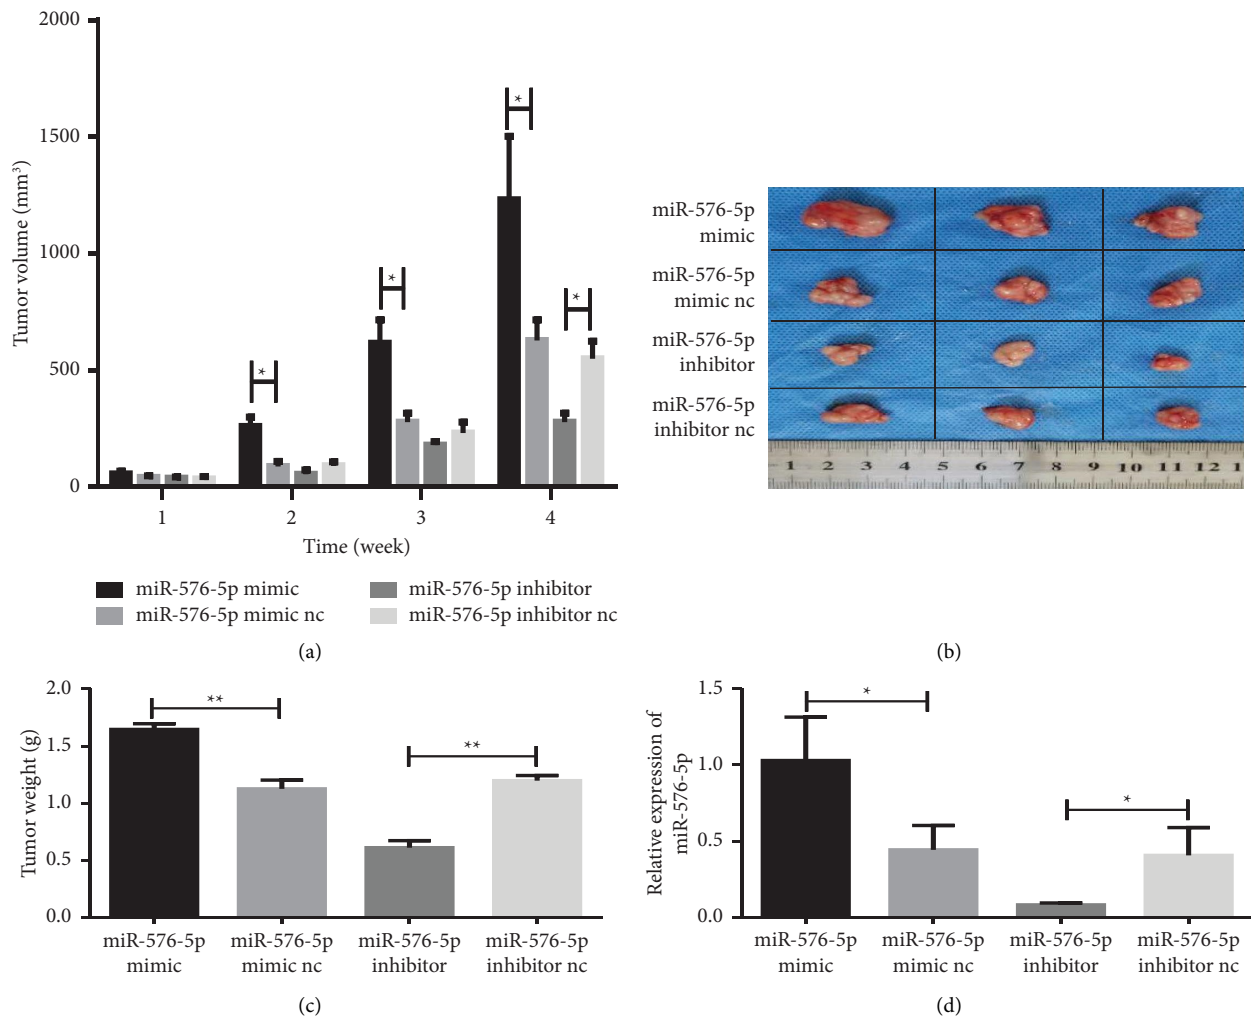 2000
1500
1000
500
0
Tumor volume (mm³)
*
*
*
*
1 2 3 4
Time (week)
miR-576-5p mimic
miR-576-5p mimic nc
miR-576-5p inhibitor
miR-576-5p inhibitor nc
(a)
miR-576-5p
mimic
miR-576-5p
mimic nc
miR-576-5p
inhibitor
miR-576-5p
inhibitor nc
1 2 3 4 5 6 7 8 9 10 11 12 1
(b)
2.0
1.5
1.0
0.5
0.0
Tumor weight (g)
**
**
miR-576-5p
mimic
miR-576-5p
mimic nc
miR-576-5p
inhibitor
miR-576-5p
inhibitor nc
(c)
1.5
1.0
0.5
0.0
Relative expression of
miR-576-5p
*
*
miR-576-5p
mimic
miR-576-5p
mimic nc
miR-576-5p
inhibitor
miR-576-5p
inhibitor nc
(d)